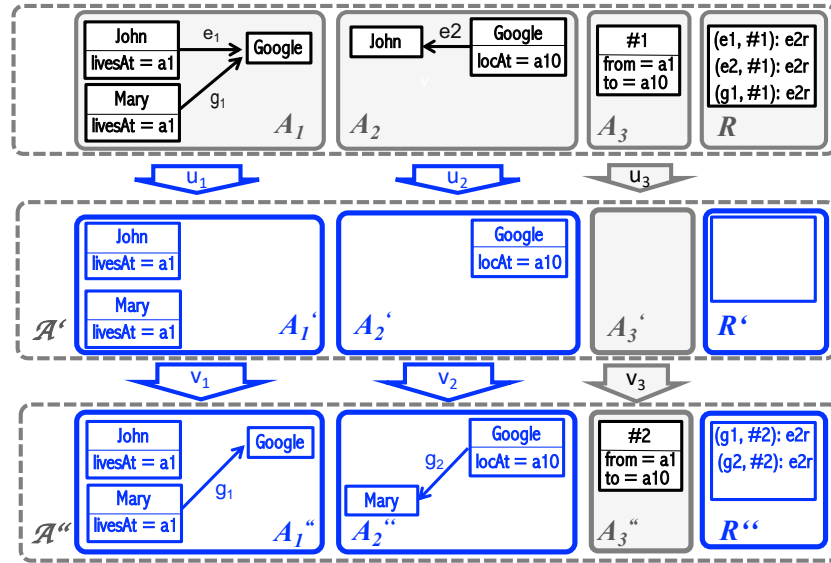 John
livesAt = a1
e1
Google
Mary
livesAt = a1
g1
A1
John
e2
Google
locAt = a10
v
A2
#1
from = a1
to = a10
A3
(e1, #1): e2r
(e2, #1): e2r
(g1, #1): e2r
R
u1
u2
u3
John
livesAt = a1
Mary
livesAt = a1
A1‘
Google
locAt = a10
A2‘
A3‘
R‘
A‘
v1
v2
v3
John
livesAt = a1
Google
Mary
livesAt = a1
g1
A1“
Google
locAt = a10
g2
Mary
A2“
#2
from = a1
to = a10
A3“
(g1, #2): e2r
(g2, #2): e2r
R‘‘
A“